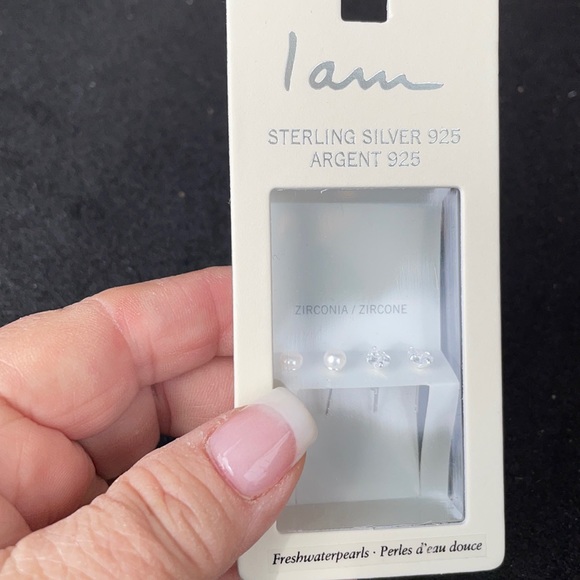 I am
STERLING SILVER 925
ARGENT 925
ZIRCONIA / ZIRCONE
Freshwaterpearls · Perles d'eau douce